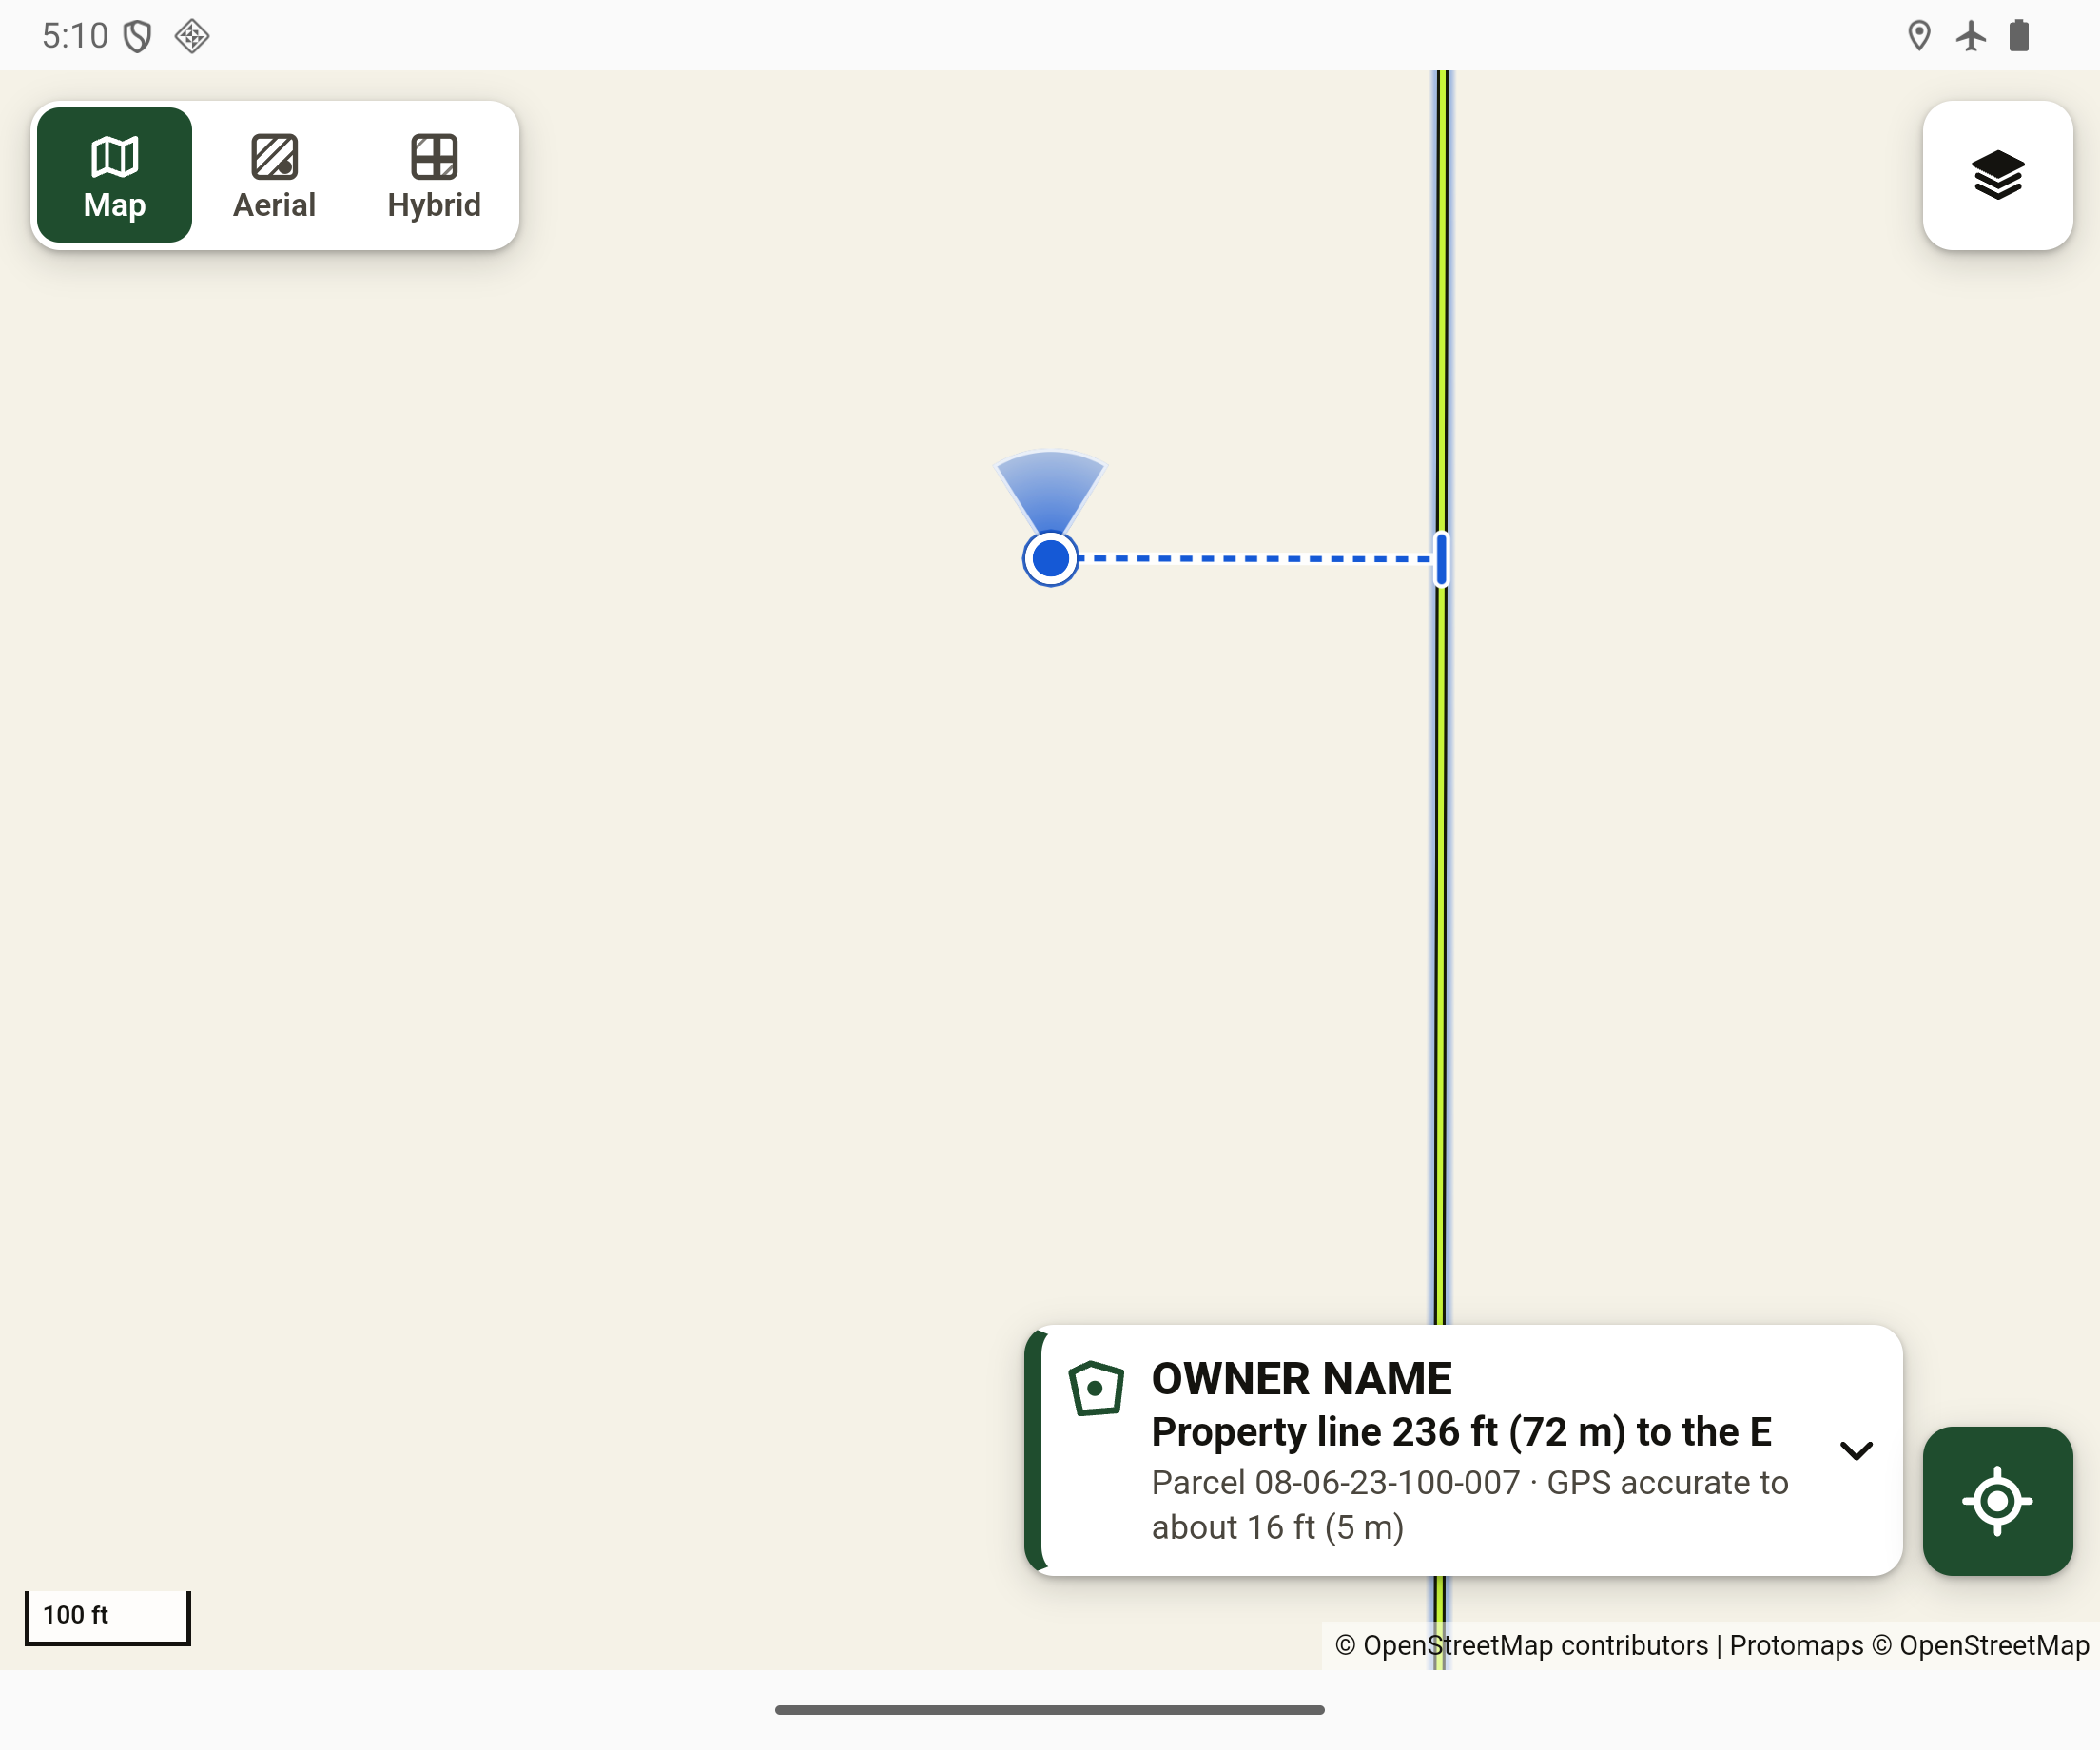 5:10
Map Aerial Hybrid
OWNER NAME
Property line 236 ft (72 m) to the E
Parcel 08-06-23-100-007 · GPS accurate to
about 16 ft (5 m)
100 ft
© OpenStreetMap contributors | Protomaps © OpenStreetMap